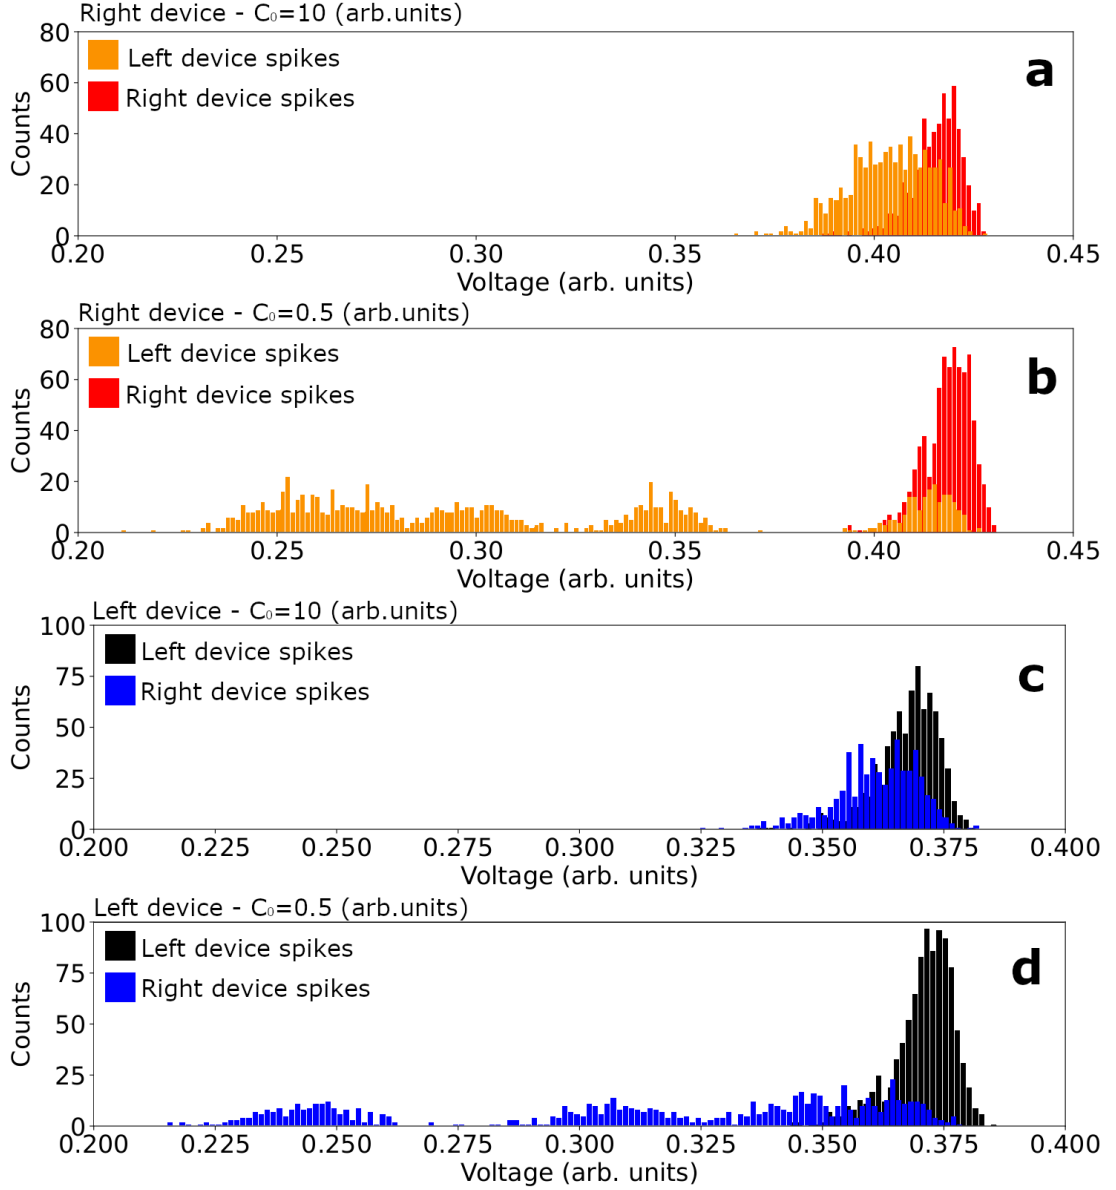 Right device - C₀=10 (arb.units)
80
60
40
20
0
Counts
Left device spikes
Right device spikes
a
0.20 0.25 0.30 0.35 0.40 0.45
Voltage (arb. units)
Right device - C₀=0.5 (arb.units)
80
60
40
20
0
Counts
Left device spikes
Right device spikes
b
0.20 0.25 0.30 0.35 0.40 0.45
Voltage (arb. units)
Left device - C₀=10 (arb.units)
100
75
50
25
0
Counts
Left device spikes
Right device spikes
c
0.200 0.225 0.250 0.275 0.300 0.325 0.350 0.375 0.400
Voltage (arb. units)
Left device - C₀=0.5 (arb.units)
100
75
50
25
0
Counts
Left device spikes
Right device spikes
d
0.200 0.225 0.250 0.275 0.300 0.325 0.350 0.375 0.400
Voltage (arb. units)